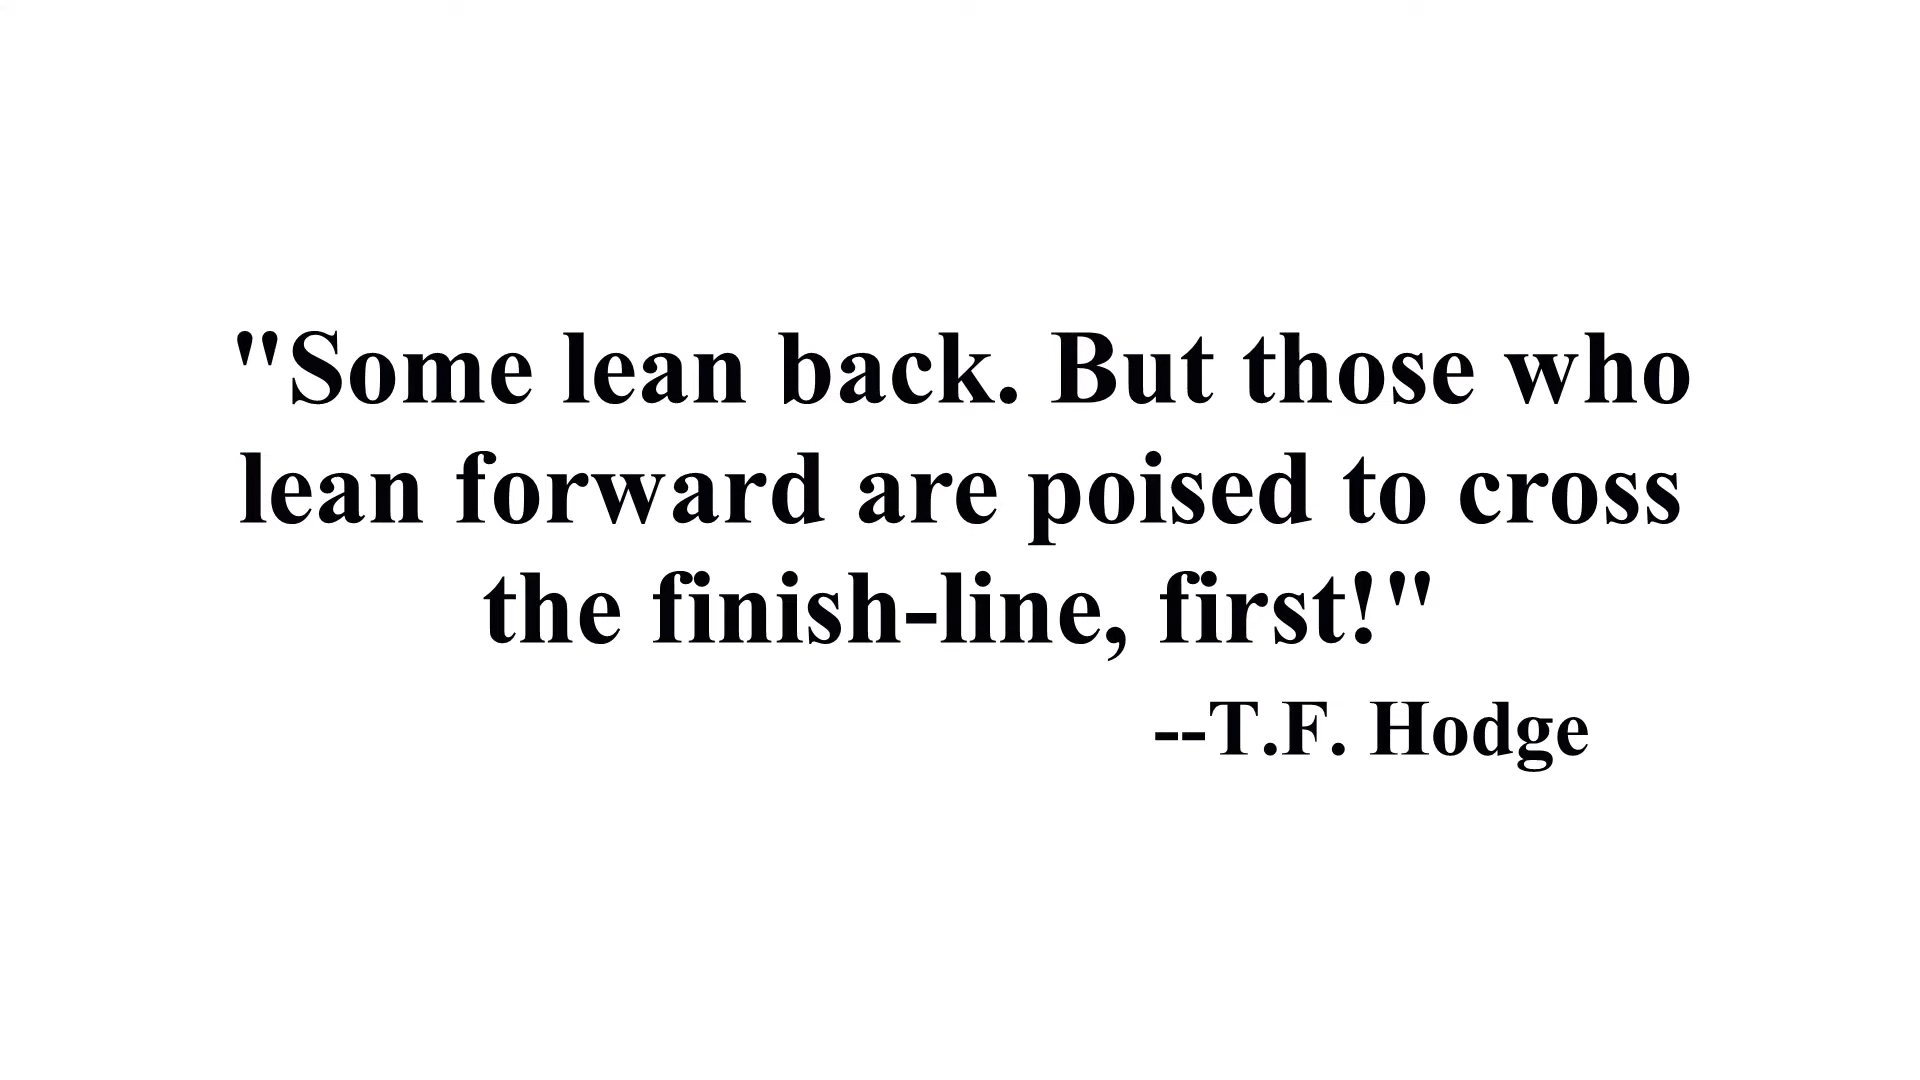 "Some lean back. But those who
lean forward are poised to cross
the finish-line, first!"
--T.F. Hodge